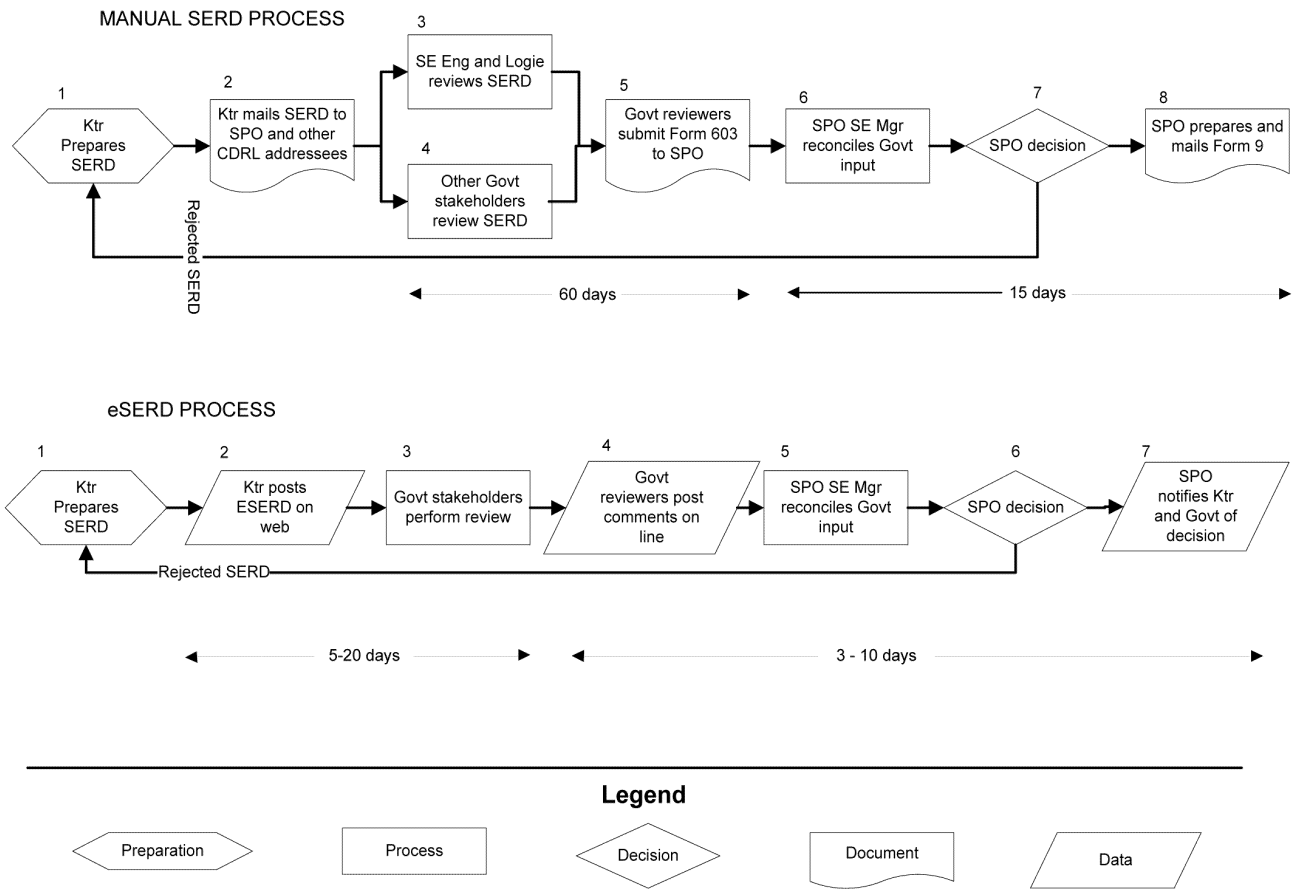 MANUAL SERD PROCESS
1
Ktr
Prepares
SERD
2
Ktr mails SERD to
SPO and other
CDRL addressees
3
SE Eng and Logie
reviews SERD
4
Other Govt
stakeholders
review SERD
5
Govt reviewers
submit Form 603
to SPO
6
SPO SE Mgr
reconciles Govt
input
7
SPO decision
8
SPO prepares and
mails Form 9
Rejected SERD
60 days
15 days
eSERD PROCESS
1
Ktr
Prepares
SERD
2
Ktr posts
ESERD on
web
3
Govt stakeholders
perform review
4
Govt
reviewers post
comments on
line
5
SPO SE Mgr
reconciles Govt
input
6
SPO decision
7
SPO
notifies Ktr
and Govt of
decision
Rejected SERD
5-20 days
3 - 10 days
Legend
Preparation
Process
Decision
Document
Data